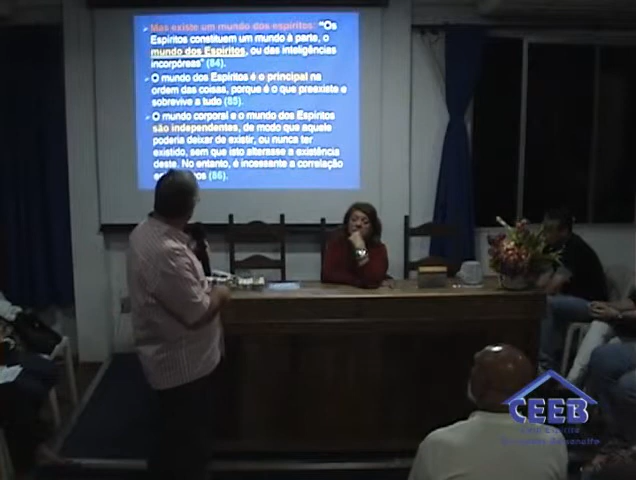 Mas existe um mundo dos espíritos: "Os
Espíritos constituem um mundo à parte, o
mundo dos Espíritos, ou das inteligências
incorpóreas" (84).
O mundo dos Espíritos é o principal na
ordem das coisas, porque é o que preexiste e
sobrevive a tudo (85).
O mundo corporal e o mundo dos Espíritos
são independentes, de modo que aquele
poderia deixar de existir, ou nunca ter
existido, sem que isto alterasse a existência
deste. No entanto, é incessante a correlação
(86).
CEEB